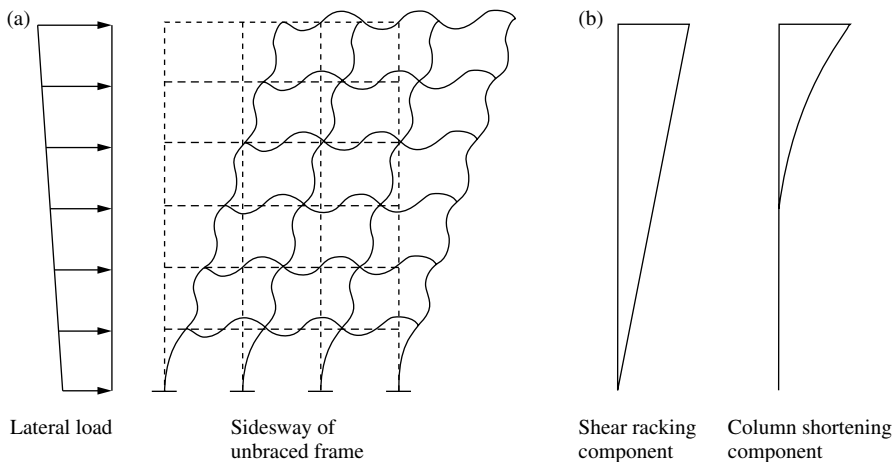 (a)
(b)
Lateral load
Sidesway of
unbraced frame
Shear racking
component
Column shortening
component